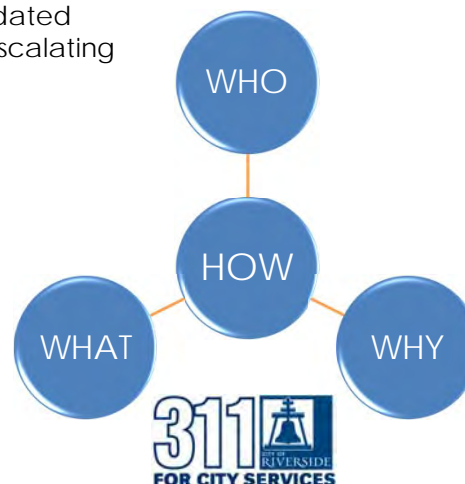 dated
scalating
WHO
HOW
WHAT
WHY
311
CITY OF
RIVERSIDE
FOR CITY SERVICES